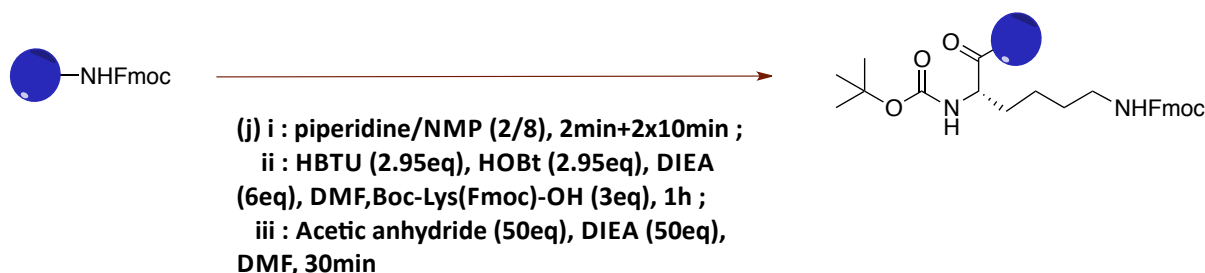 NHFmoc
(j) i : piperidine/NMP (2/8), 2min+2x10min ;
ii : HBTU (2.95eq), HOBt (2.95eq), DIEA
(6eq), DMF,Boc-Lys(Fmoc)-OH (3eq), 1h ;
iii : Acetic anhydride (50eq), DIEA (50eq),
DMF, 30min
O
O
O
N
H
NHFmoc